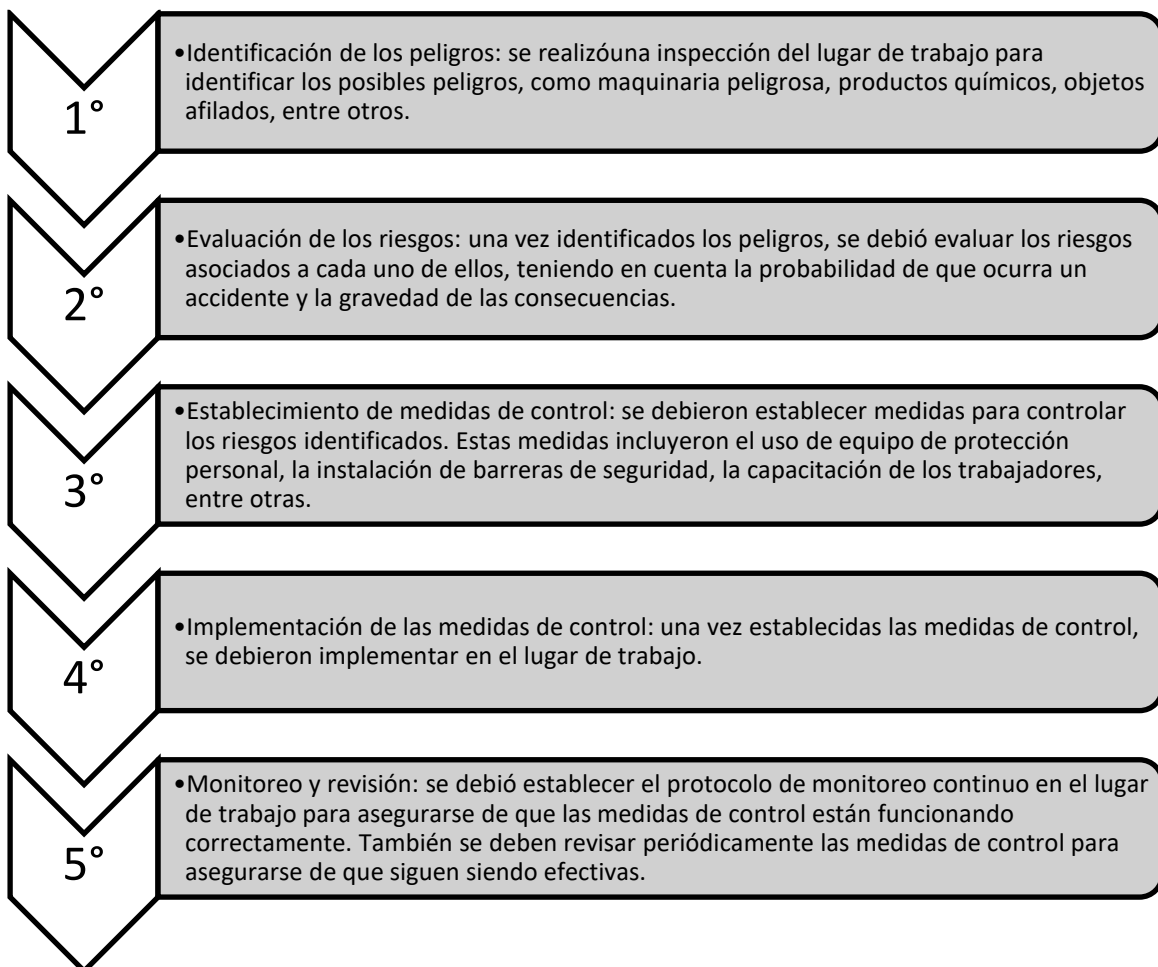 1°
•Identificación de los peligros: se realizóuna inspección del lugar de trabajo para
identificar los posibles peligros, como maquinaria peligrosa, productos químicos, objetos
afilados, entre otros.
2°
•Evaluación de los riesgos: una vez identificados los peligros, se debió evaluar los riesgos
asociados a cada uno de ellos, teniendo en cuenta la probabilidad de que ocurra un
accidente y la gravedad de las consecuencias.
3°
•Establecimiento de medidas de control: se debieron establecer medidas para controlar
los riesgos identificados. Estas medidas incluyeron el uso de equipo de protección
personal, la instalación de barreras de seguridad, la capacitación de los trabajadores,
entre otras.
4°
•Implementación de las medidas de control: una vez establecidas las medidas de control,
se debieron implementar en el lugar de trabajo.
5°
•Monitoreo y revisión: se debió establecer el protocolo de monitoreo continuo en el lugar
de trabajo para asegurarse de que las medidas de control están funcionando
correctamente. También se deben revisar periódicamente las medidas de control para
asegurarse de que siguen siendo efectivas.